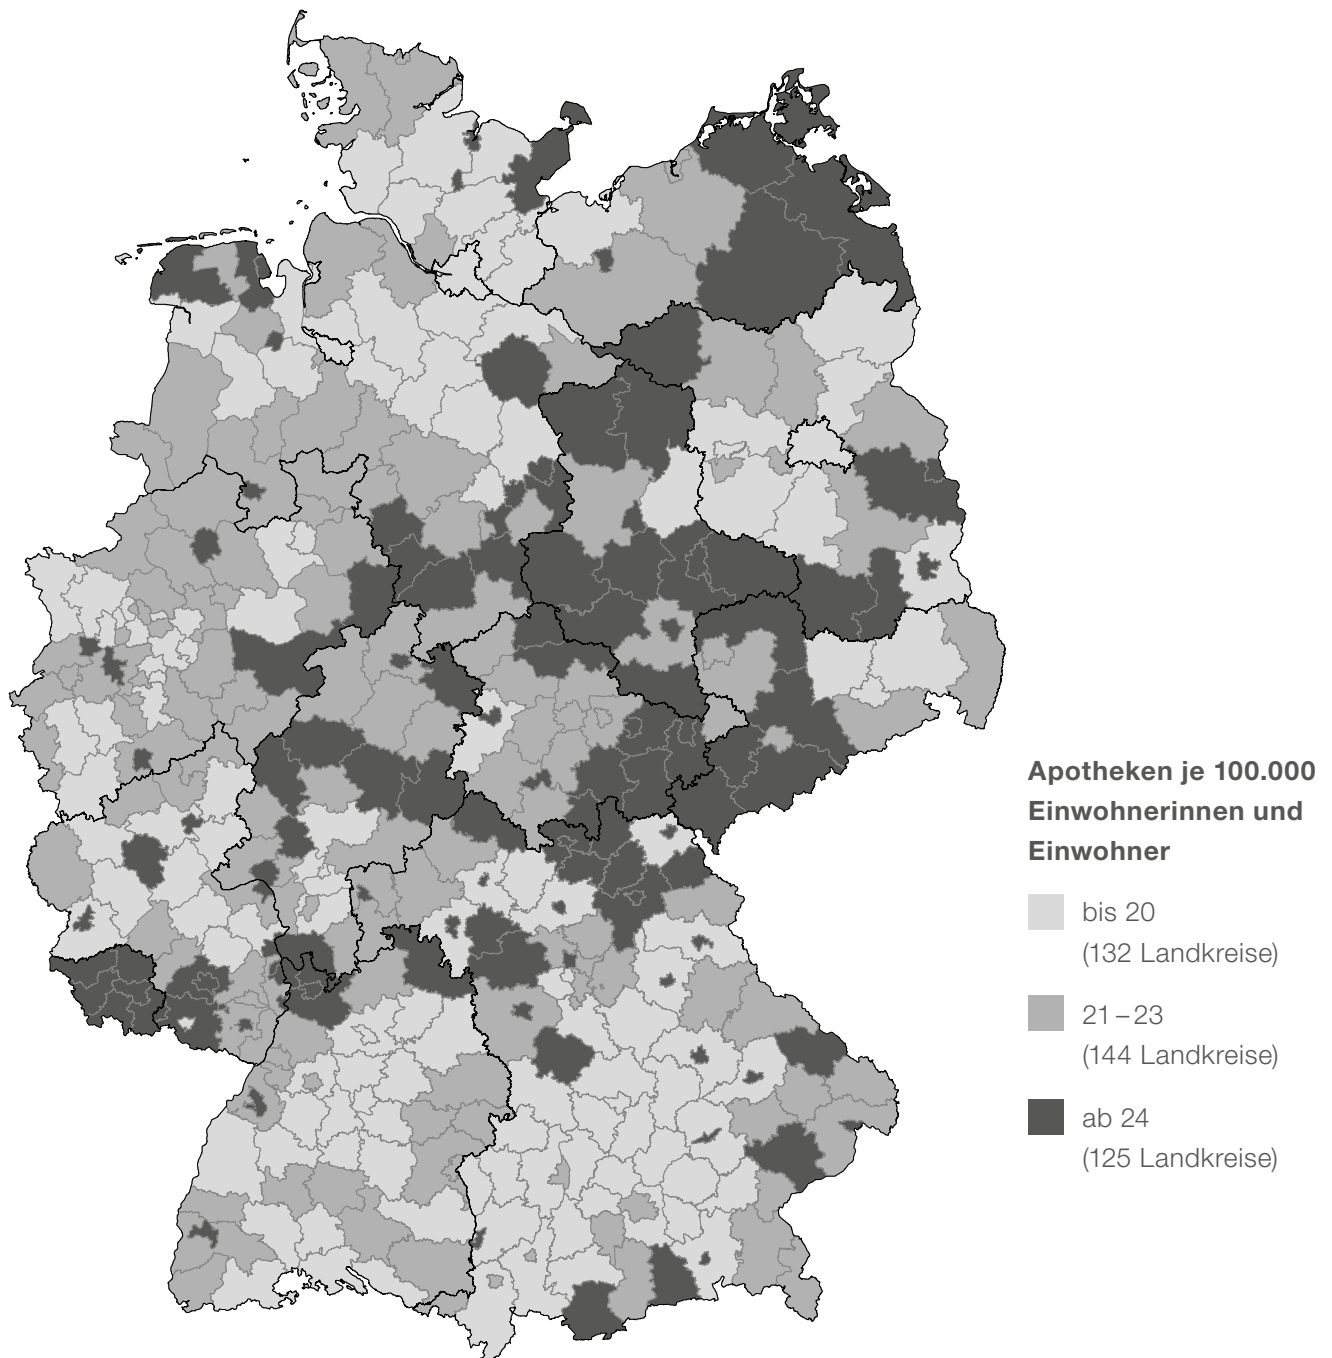 Apotheken je 100.000
Einwohnerinnen und
Einwohner
bis 20
(132 Landkreise)
21–23
(144 Landkreise)
ab 24
(125 Landkreise)